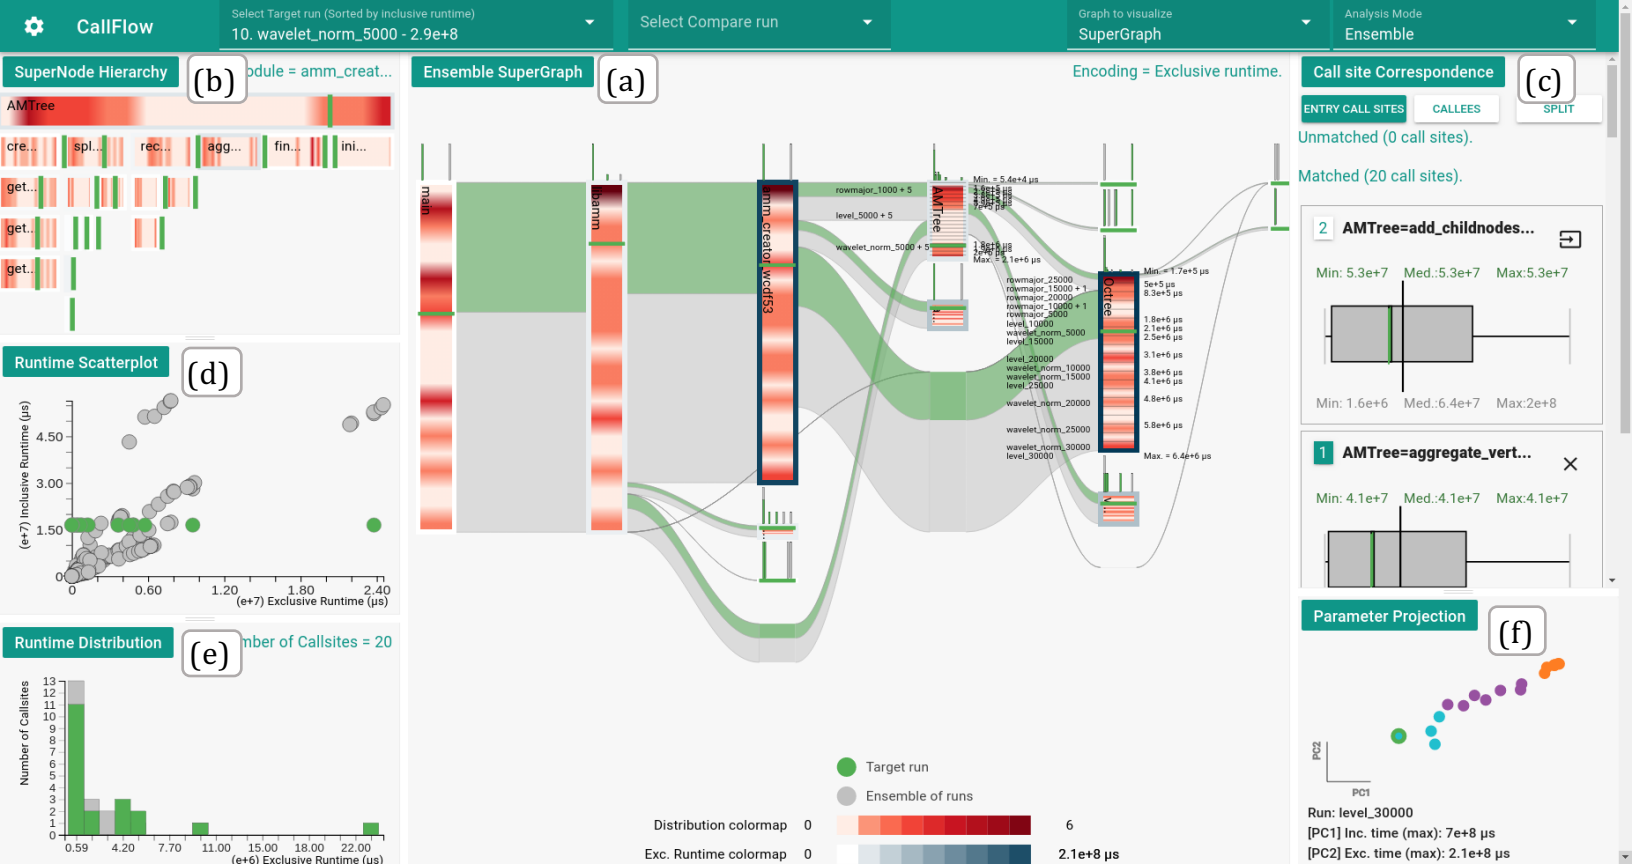 CallFlow
Select Target run (Sorted by inclusive runtime)
10. wavelet_norm_5000 - 2.9e+8
Select Compare run
Graph to visualize
SuperGraph
Analysis Mode
Ensemble
SuperNode Hierarchy
(b)
odule = amm_creat...
AMTree
cre...
spl...
rec...
agg...
fin...
ini...
get...
get...
get...
Runtime Scatterplot
(d)
(e+7) Inclusive Runtime (µs)
4.50
3.00
1.50
0
0
0.60
1.20
1.80
2.40
(e+7) Exclusive Runtime (µs)
Runtime Distribution
(e)
mber of Callsites = 20
Number of Callsites
13
12
11
10
9
8
7
6
5
4
3
2
1
0
0.59
4.20
7.70
11.00
15.00
18.00
22.00
(e+6) Exclusive Runtime (µs)
Ensemble SuperGraph
(a)
Encoding = Exclusive runtime.
main
amm_creator_wcdf53
rowmajor_1000 + 5
level_5000 + 5
wavelet_norm_5000 + 5
AMTree
Min. = 5.4e+4 µs
7e+5 µs
Max. = 2.1e+6 µs
rowmajor_25000
rowmajor_15000 + 1
rowmajor_20000
rowmajor_10000 + 1
rowmajor_5000
level_10000
wavelet_norm_5000
level_15000
level_20000
wavelet_norm_10000
wavelet_norm_15000
level_25000
wavelet_norm_20000
wavelet_norm_25000
wavelet_norm_30000
level_30000
Octree
Min. = 1.7e+5 µs
5e+5 µs
8.3e+5 µs
1.8e+6 µs
2.1e+6 µs
2.5e+6 µs
3.1e+6 µs
3.8e+6 µs
4.1e+6 µs
4.8e+6 µs
5.8e+6 µs
Max. = 6.4e+6 µs
Target run
Ensemble of runs
Distribution colormap 0 6
Exc. Runtime colormap 0 2.1e+8 µs
Call site Correspondence
(c)
ENTRY CALL SITES
CALLEES
SPLIT
Unmatched (0 call sites).
Matched (20 call sites).
2 AMTree=add_childnodes...
Min: 5.3e+7 Med.:5.3e+7 Max:5.3e+7
Min: 1.6e+6 Med.:6.4e+7 Max:2e+8
1 AMTree=aggregate_vert...
Min: 4.1e+7 Med.:4.1e+7 Max:4.1e+7
Parameter Projection
(f)
PC2
PC1
Run: level_30000
[PC1] Inc. time (max): 7e+8 µs
[PC2] Exc. time (max): 2.1e+8 µs